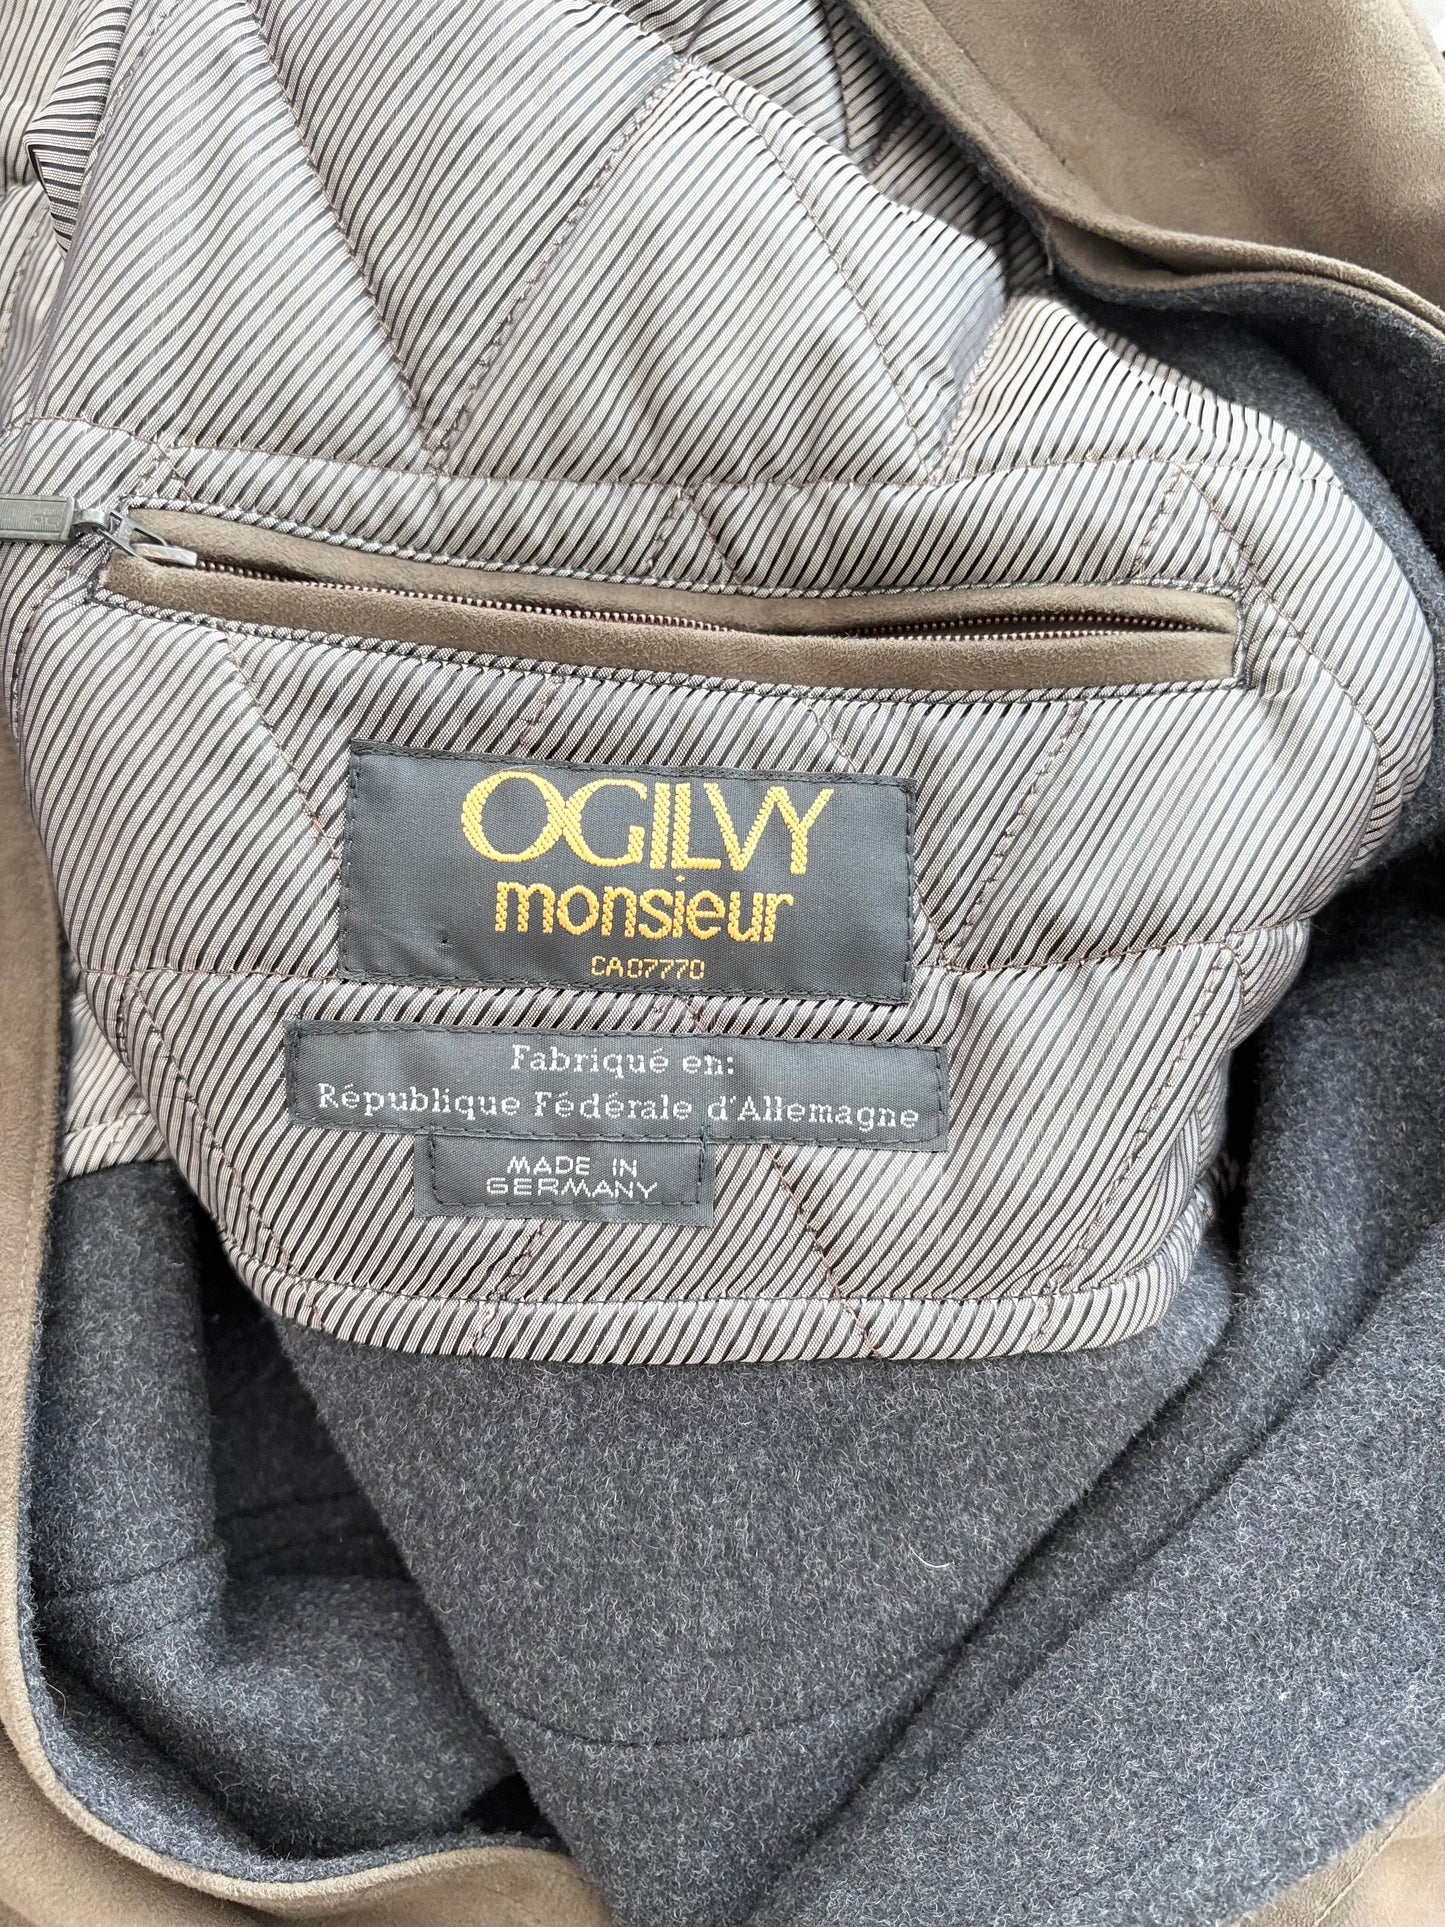 OGILVY
monsieur
CA07770
Fabriqué en:
République Fédérale d'Allemagne
MADE IN
GERMANY